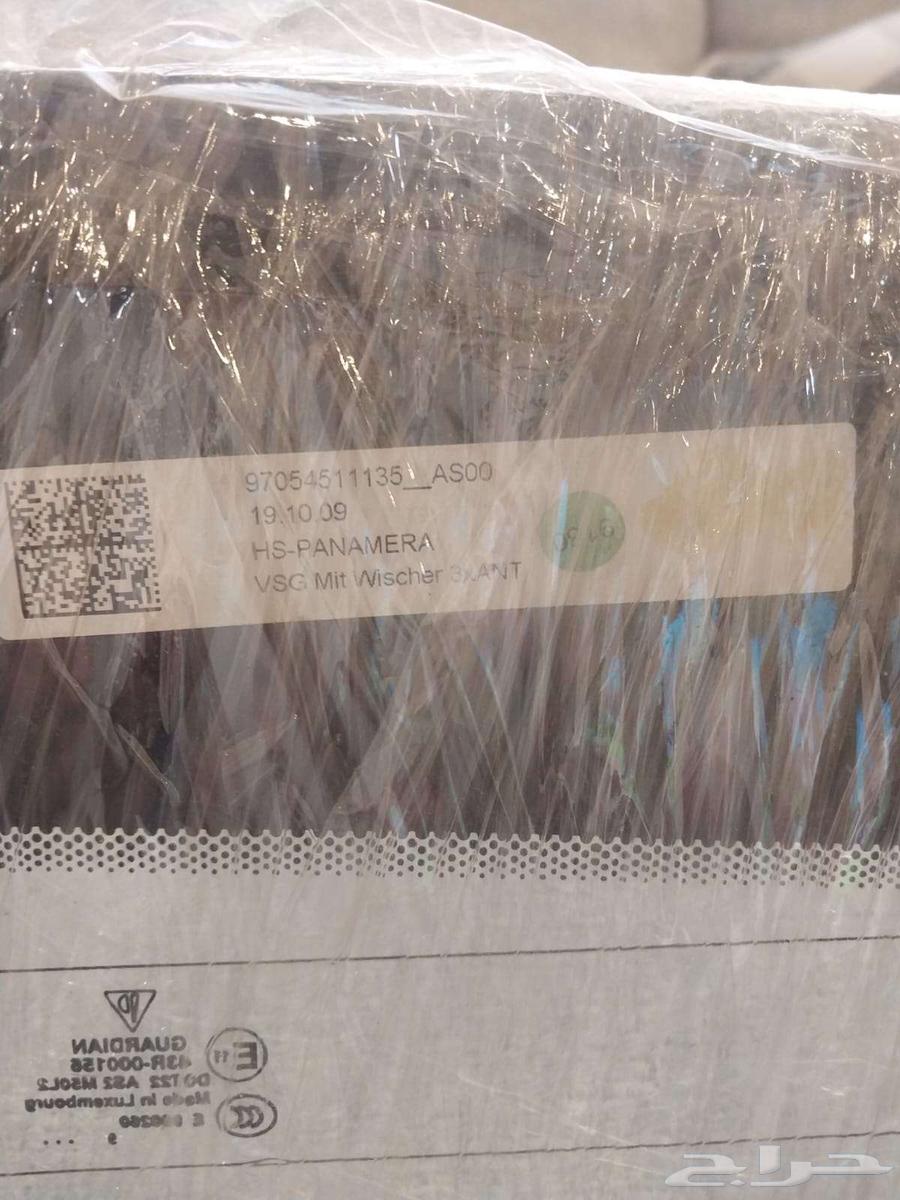 97054511135__AS00
19.10.09
HS-PANAMERA
VSG Mit Wischer 3xANT
GUARDIAN
E11
43R-000156
DOT22 AS2 M50L2
Made in Luxembourg
CCC
E 000260
9 ...
حراج